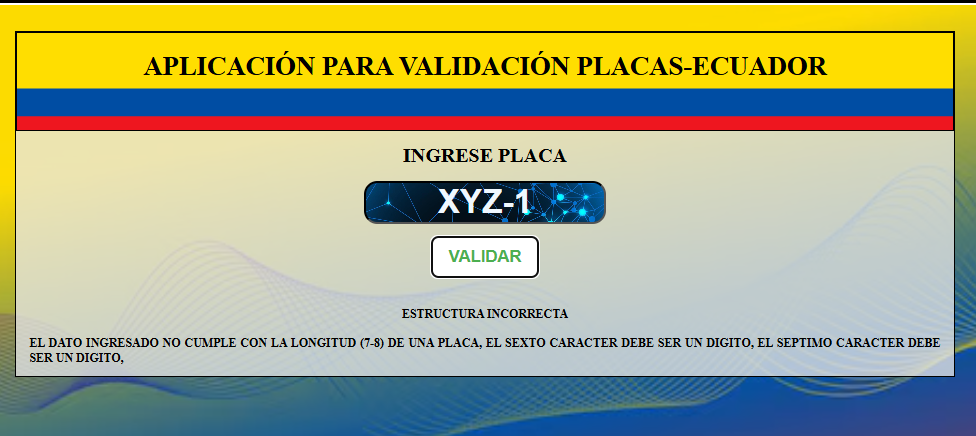 APLICACIÓN PARA VALIDACIÓN PLACAS-ECUADOR
INGRESE PLACA
XYZ-1
VALIDAR
ESTRUCTURA INCORRECTA
EL DATO INGRESADO NO CUMPLE CON LA LONGITUD (7-8) DE UNA PLACA, EL SEXTO CARACTER DEBE SER UN DIGITO, EL SEPTIMO CARACTER DEBE
SER UN DIGITO,